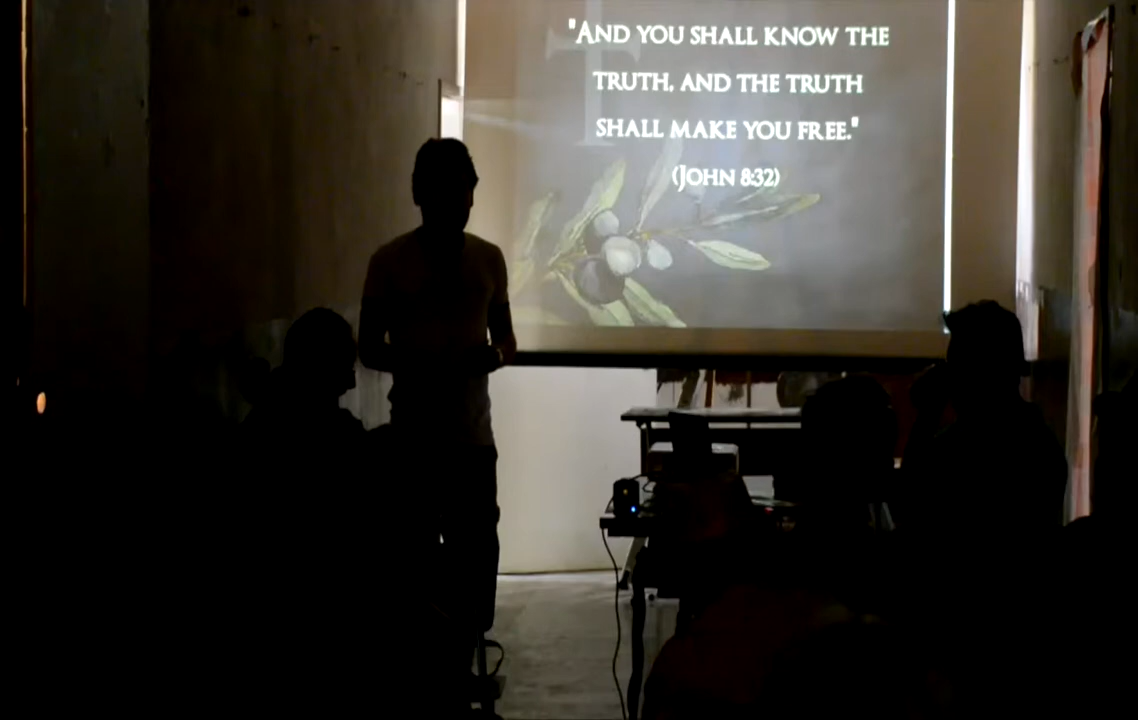 "And you shall know the
truth, and the truth
shall make you free."
(John 8:32)